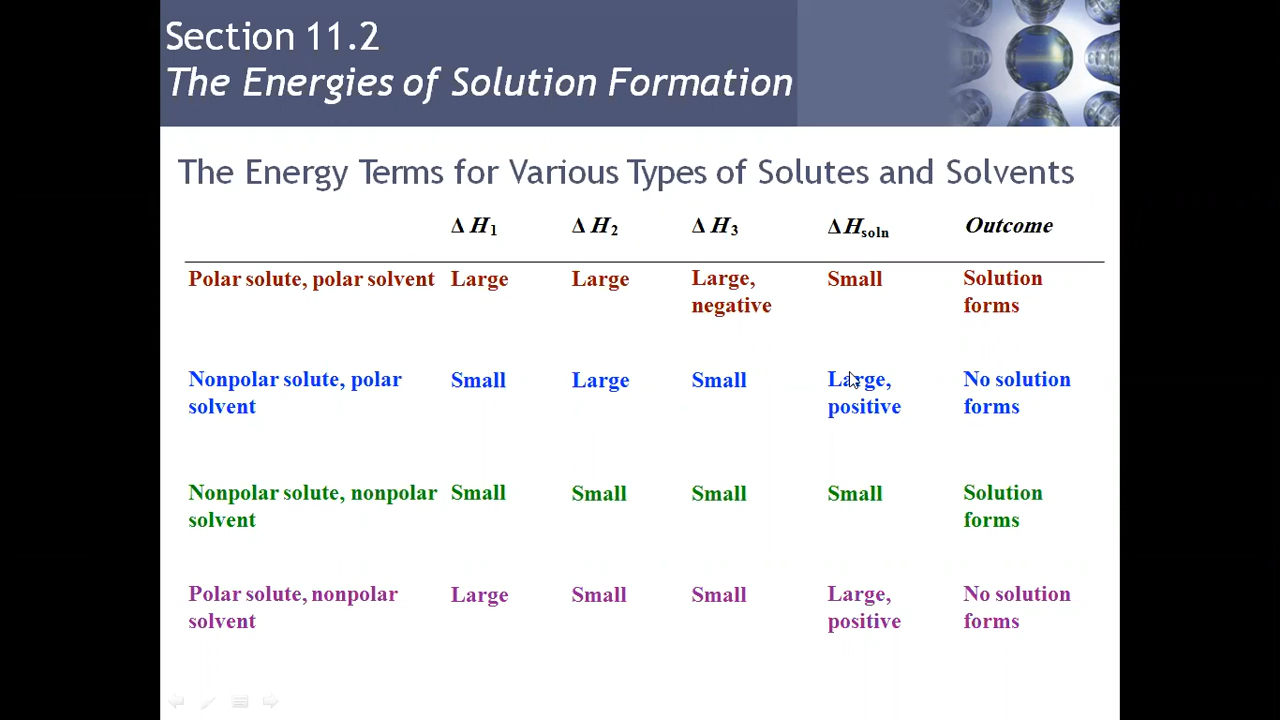 Section 11.2
The Energies of Solution Formation
The Energy Terms for Various Types of Solutes and Solvents
Δ H₁ Δ H₂ Δ H₃ ΔHsoln Outcome
Polar solute, polar solvent Large Large Large, negative Small Solution forms
Nonpolar solute, polar solvent Small Large Small Large, positive No solution forms
Nonpolar solute, nonpolar solvent Small Small Small Small Solution forms
Polar solute, nonpolar solvent Large Small Small Large, positive No solution forms